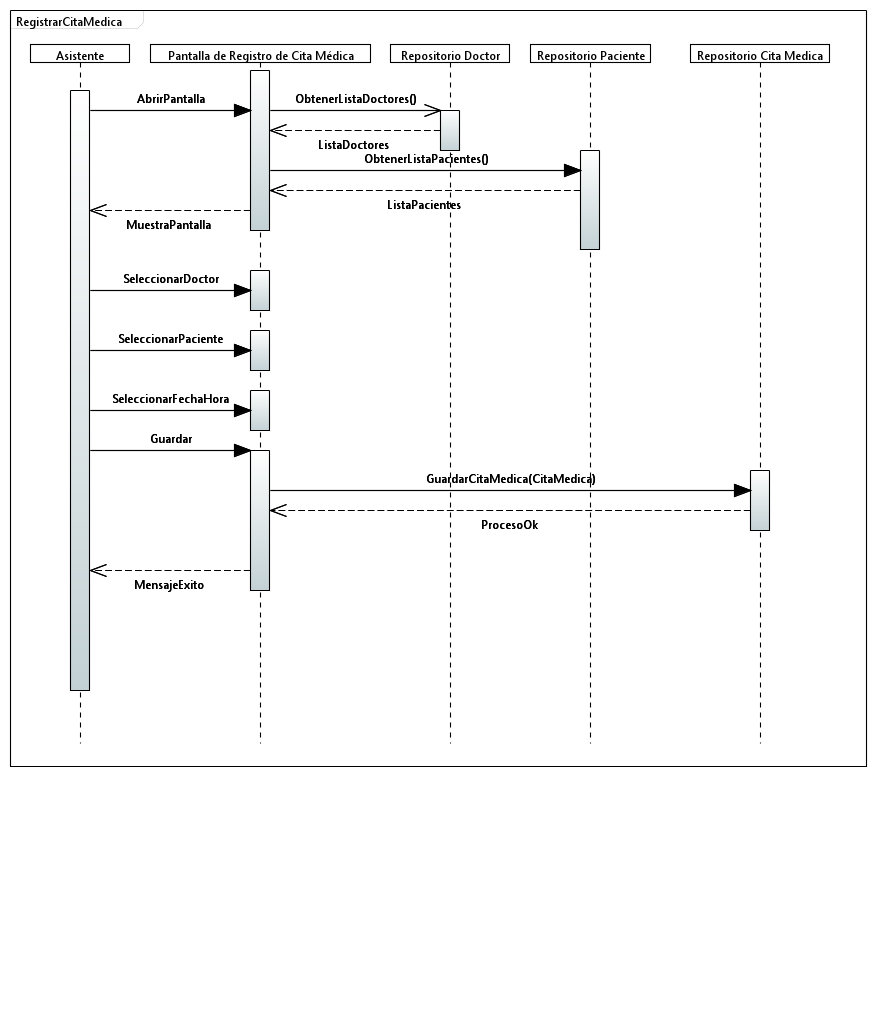 RegistrarCitaMedica
Asistente
Pantalla de Registro de Cita Médica
Repositorio Doctor
Repositorio Paciente
Repositorio Cita Medica
AbrirPantalla
ObtenerListaDoctores()
ListaDoctores
ObtenerListaPacientes()
ListaPacientes
MuestraPantalla
SeleccionarDoctor
SeleccionarPaciente
SeleccionarFechaHora
Guardar
GuardarCitaMedica(CitaMedica)
ProcesoOk
MensajeExito